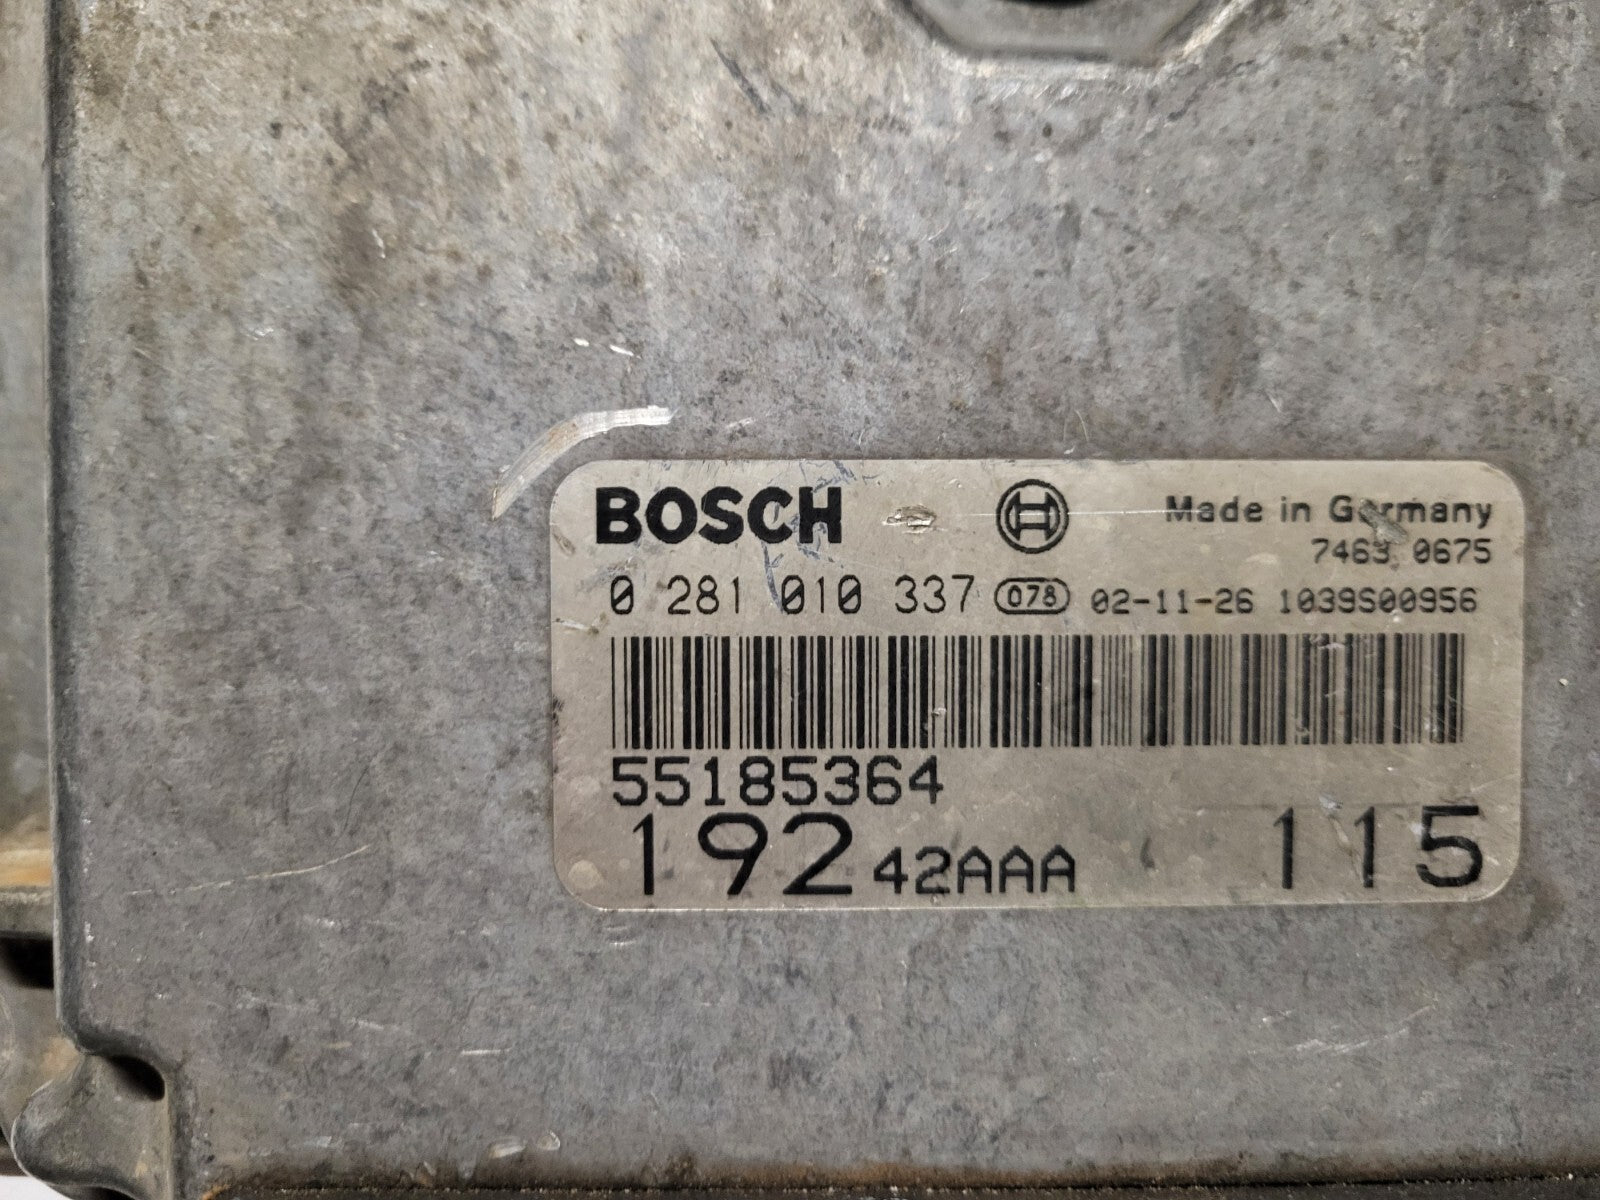 BOSCH Made in Germany
7463 0675
0 281 010 337 078 02-11-26 1039S00956
55185364
192 42AAA 115